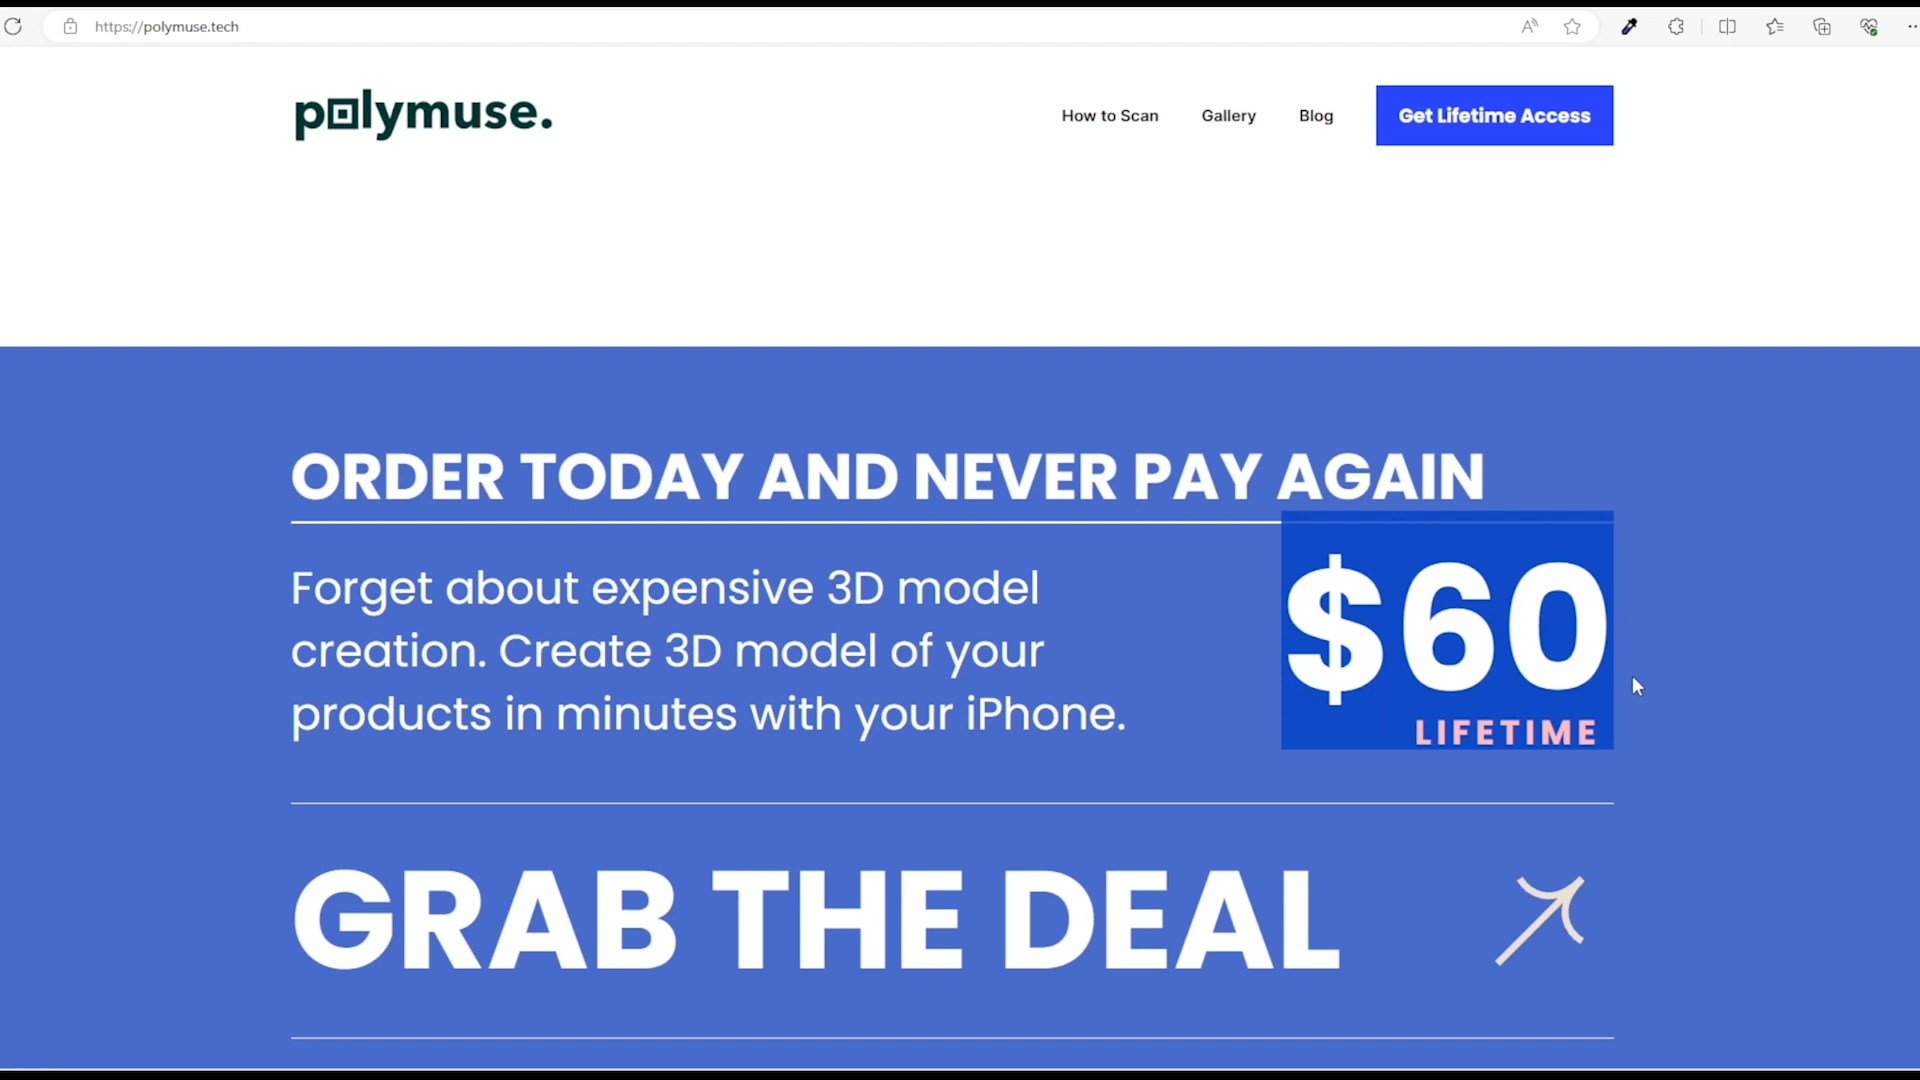 https://polymuse.tech
polymuse.
How to Scan
Gallery
Blog
Get Lifetime Access
ORDER TODAY AND NEVER PAY AGAIN
Forget about expensive 3D model
creation. Create 3D model of your
products in minutes with your iPhone.
$60
LIFETIME
GRAB THE DEAL